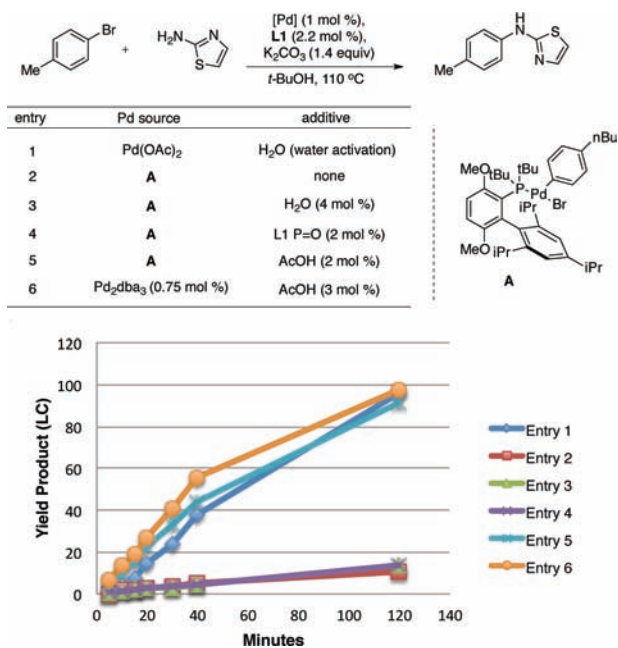 Br
Me
+
H₂N
S
N
[Pd] (1 mol %),
L1 (2.2 mol %),
K₂CO₃ (1.4 equiv)
t-BuOH, 110 ºC
H
N
S
N
Me
entry Pd source additive
1 Pd(OAc)₂ H₂O (water activation)
2 A none
3 A H₂O (4 mol %)
4 A L1 P=O (2 mol %)
5 A AcOH (2 mol %)
6 Pd₂dba₃ (0.75 mol %) AcOH (3 mol %)
nBu
tBu
MeO
tBu
P
Pd
Br
iPr
MeO
iPr
iPr
A
Yield Product (LC)
120
100
80
60
40
20
0
0 20 40 60 80 100 120 140
Minutes
Entry 1
Entry 2
Entry 3
Entry 4
Entry 5
Entry 6